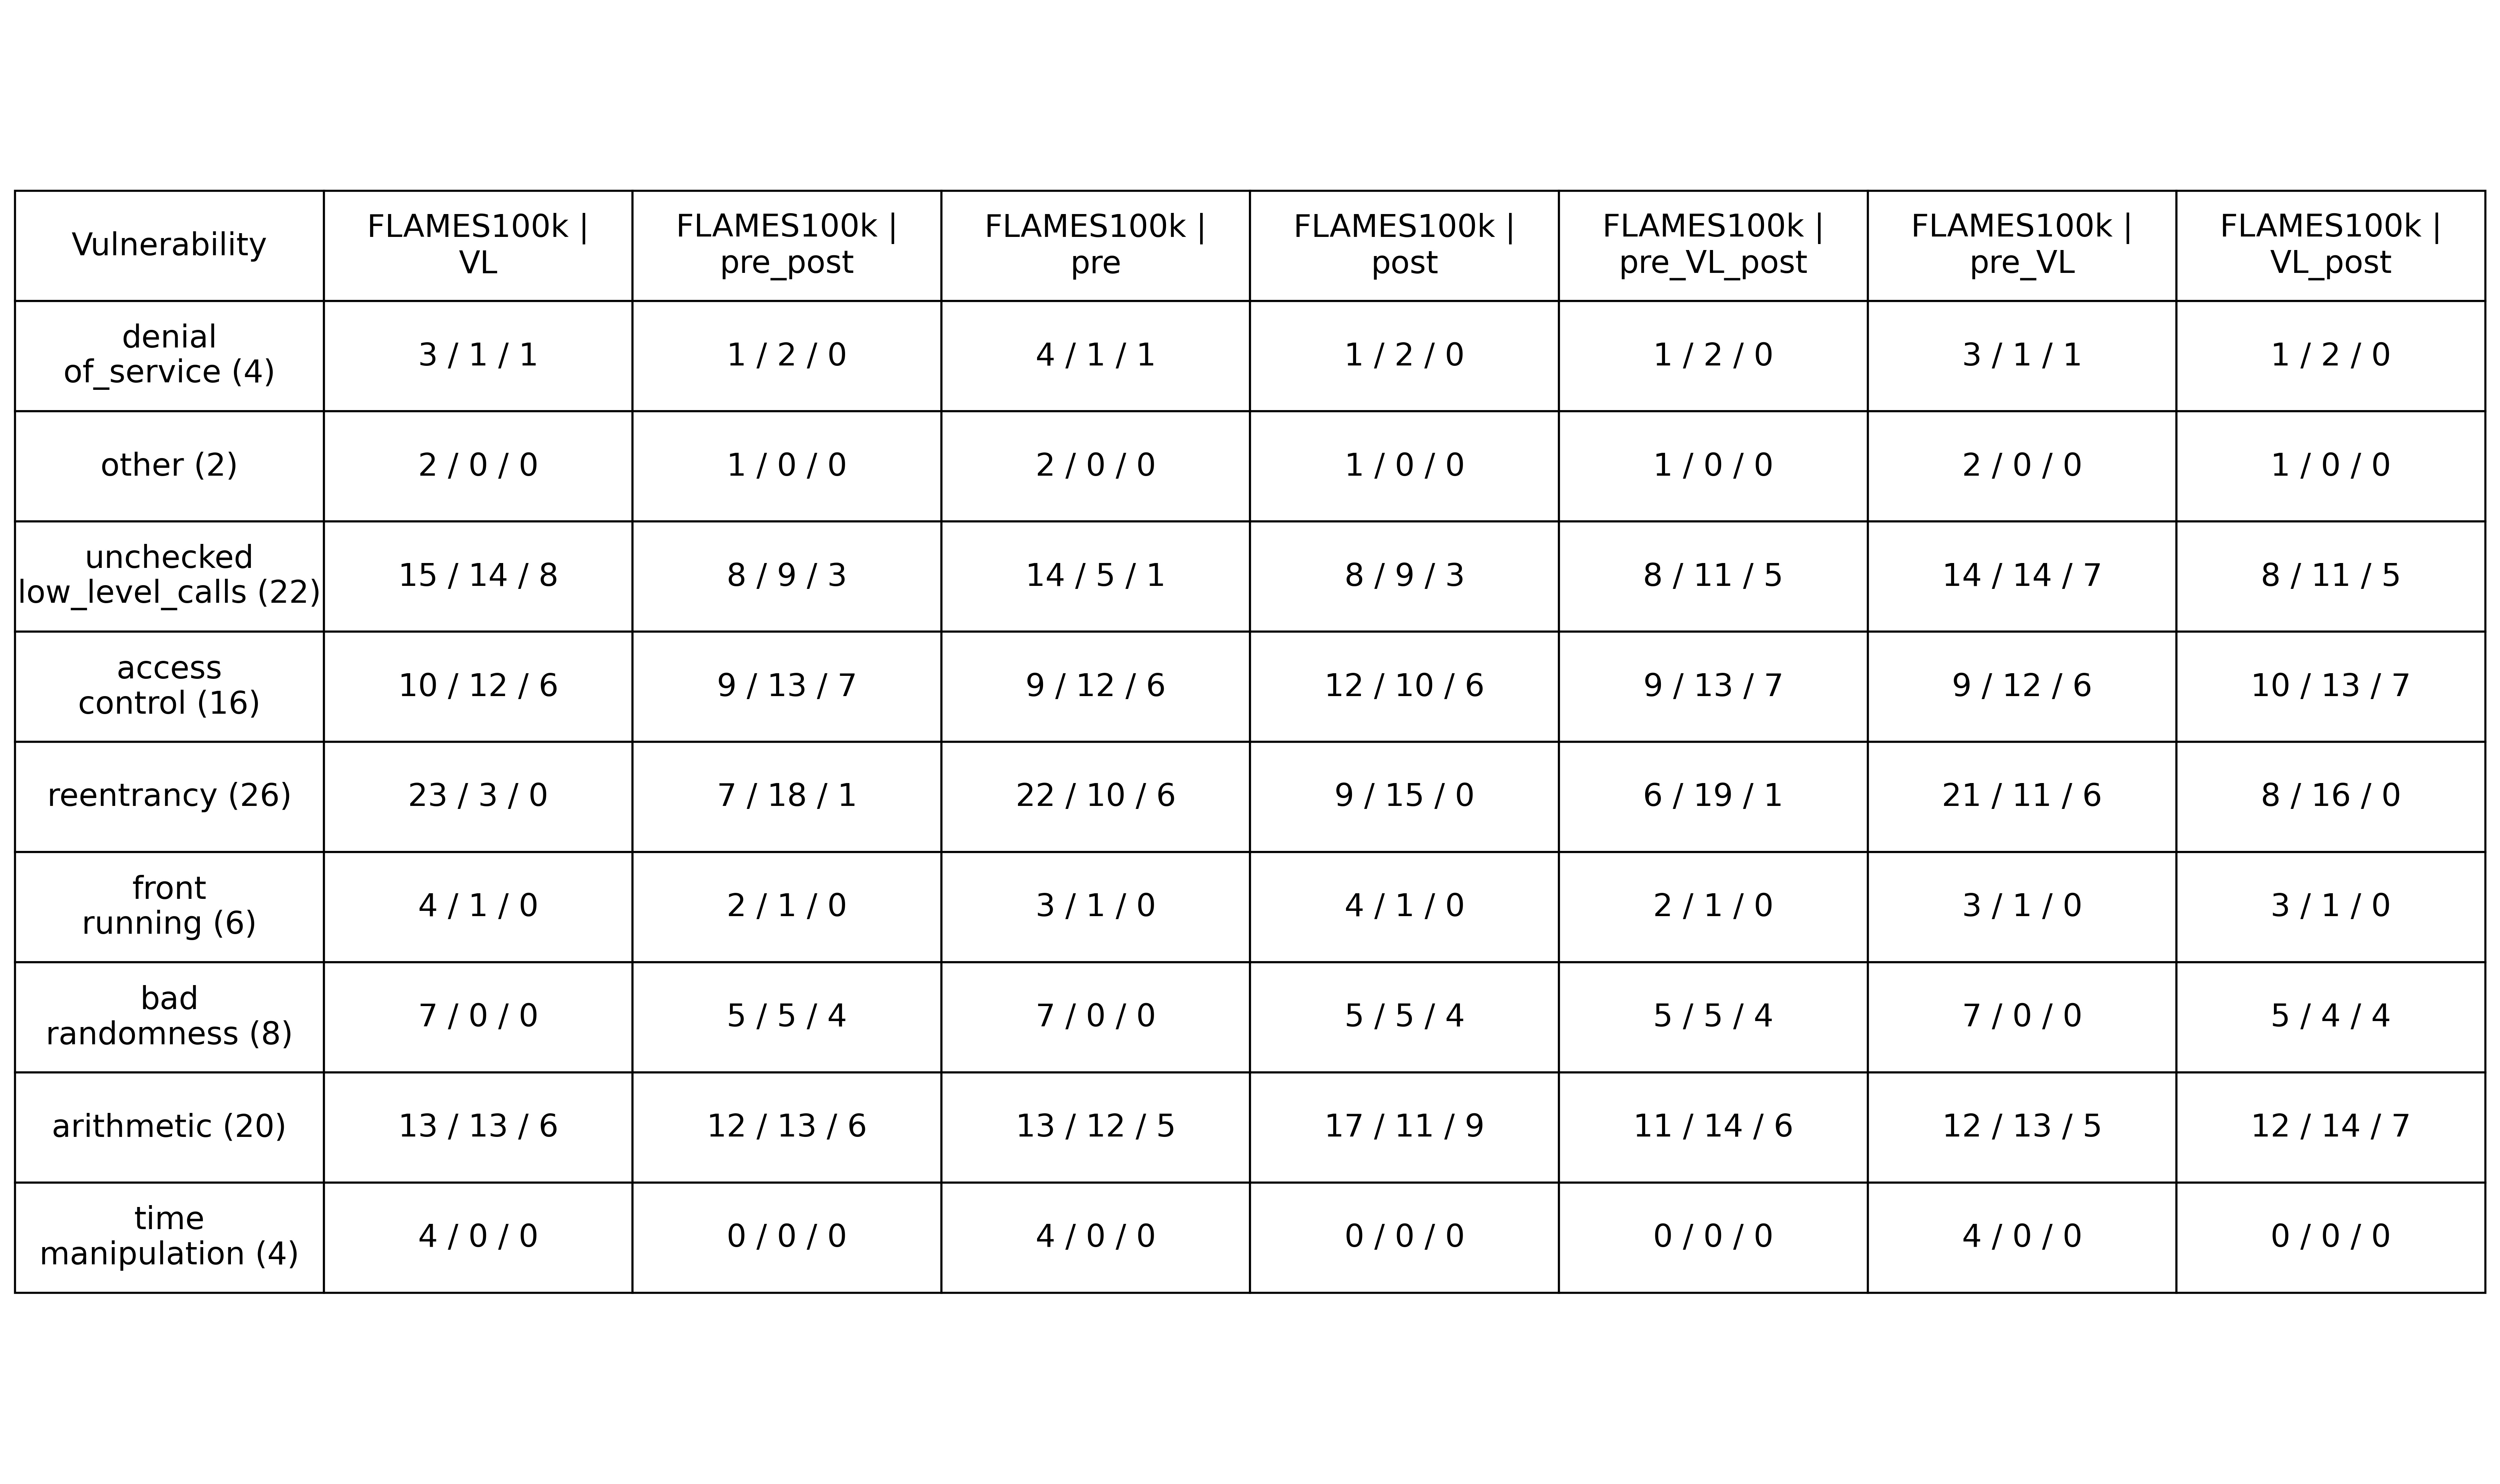 Vulnerability
FLAMES100k |
VL
FLAMES100k |
pre_post
FLAMES100k |
pre
FLAMES100k |
post
FLAMES100k |
pre_VL_post
FLAMES100k |
pre_VL
FLAMES100k |
VL_post
denial
of_service (4)
3 / 1 / 1
1 / 2 / 0
4 / 1 / 1
1 / 2 / 0
1 / 2 / 0
3 / 1 / 1
1 / 2 / 0
other (2)
2 / 0 / 0
1 / 0 / 0
2 / 0 / 0
1 / 0 / 0
1 / 0 / 0
2 / 0 / 0
1 / 0 / 0
unchecked
low_level_calls (22)
15 / 14 / 8
8 / 9 / 3
14 / 5 / 1
8 / 9 / 3
8 / 11 / 5
14 / 14 / 7
8 / 11 / 5
access
control (16)
10 / 12 / 6
9 / 13 / 7
9 / 12 / 6
12 / 10 / 6
9 / 13 / 7
9 / 12 / 6
10 / 13 / 7
reentrancy (26)
23 / 3 / 0
7 / 18 / 1
22 / 10 / 6
9 / 15 / 0
6 / 19 / 1
21 / 11 / 6
8 / 16 / 0
front
running (6)
4 / 1 / 0
2 / 1 / 0
3 / 1 / 0
4 / 1 / 0
2 / 1 / 0
3 / 1 / 0
3 / 1 / 0
bad
randomness (8)
7 / 0 / 0
5 / 5 / 4
7 / 0 / 0
5 / 5 / 4
5 / 5 / 4
7 / 0 / 0
5 / 4 / 4
arithmetic (20)
13 / 13 / 6
12 / 13 / 6
13 / 12 / 5
17 / 11 / 9
11 / 14 / 6
12 / 13 / 5
12 / 14 / 7
time
manipulation (4)
4 / 0 / 0
0 / 0 / 0
4 / 0 / 0
0 / 0 / 0
0 / 0 / 0
4 / 0 / 0
0 / 0 / 0